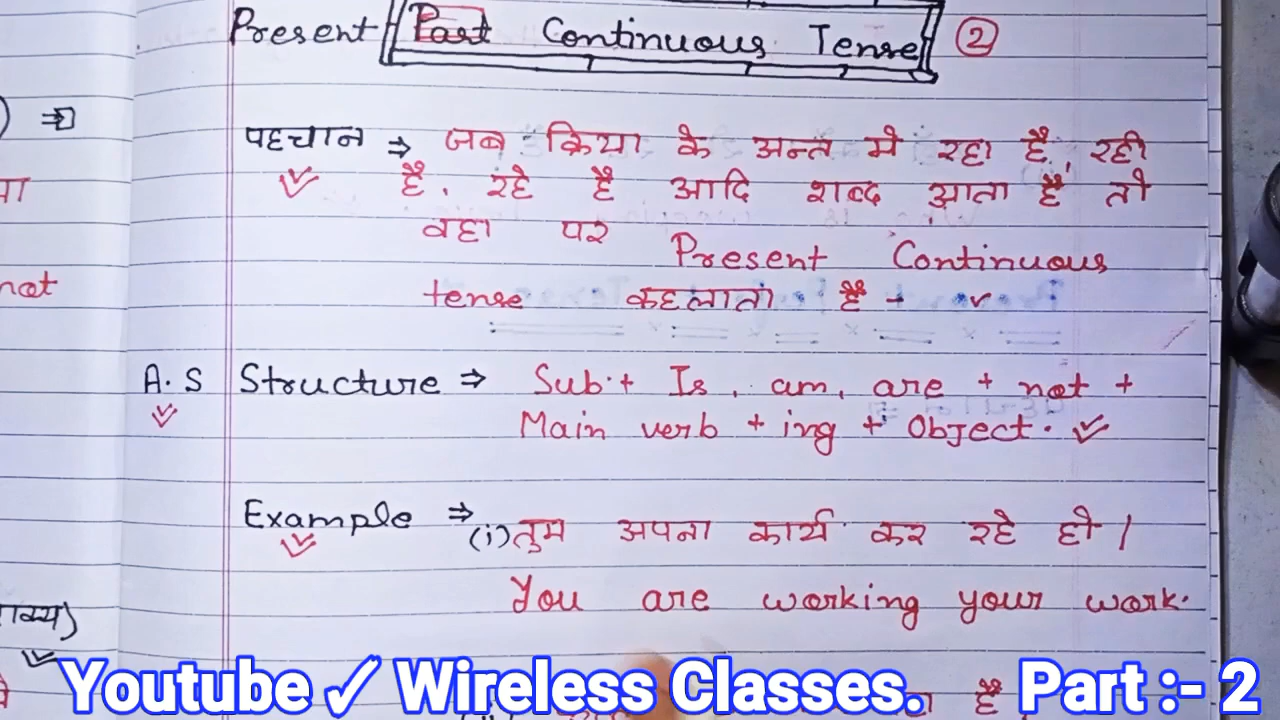 Present Past Continuous Tense ②
पहचान ⇒ जब क्रिया के अन्त मे रहा है, रही
है, रहे है आदि शब्द आता है तो
वहा पर Present Continuous
tense कहलाता है -
A.S Structure ⇒ Sub.+ Is, am, are + not +
Main verb + ing + Object.
Example ⇒ (i) तुम अपना कार्य कर रहे हो।
You are working your work.
not
Youtube ✓ Wireless Classes. Part :- 2